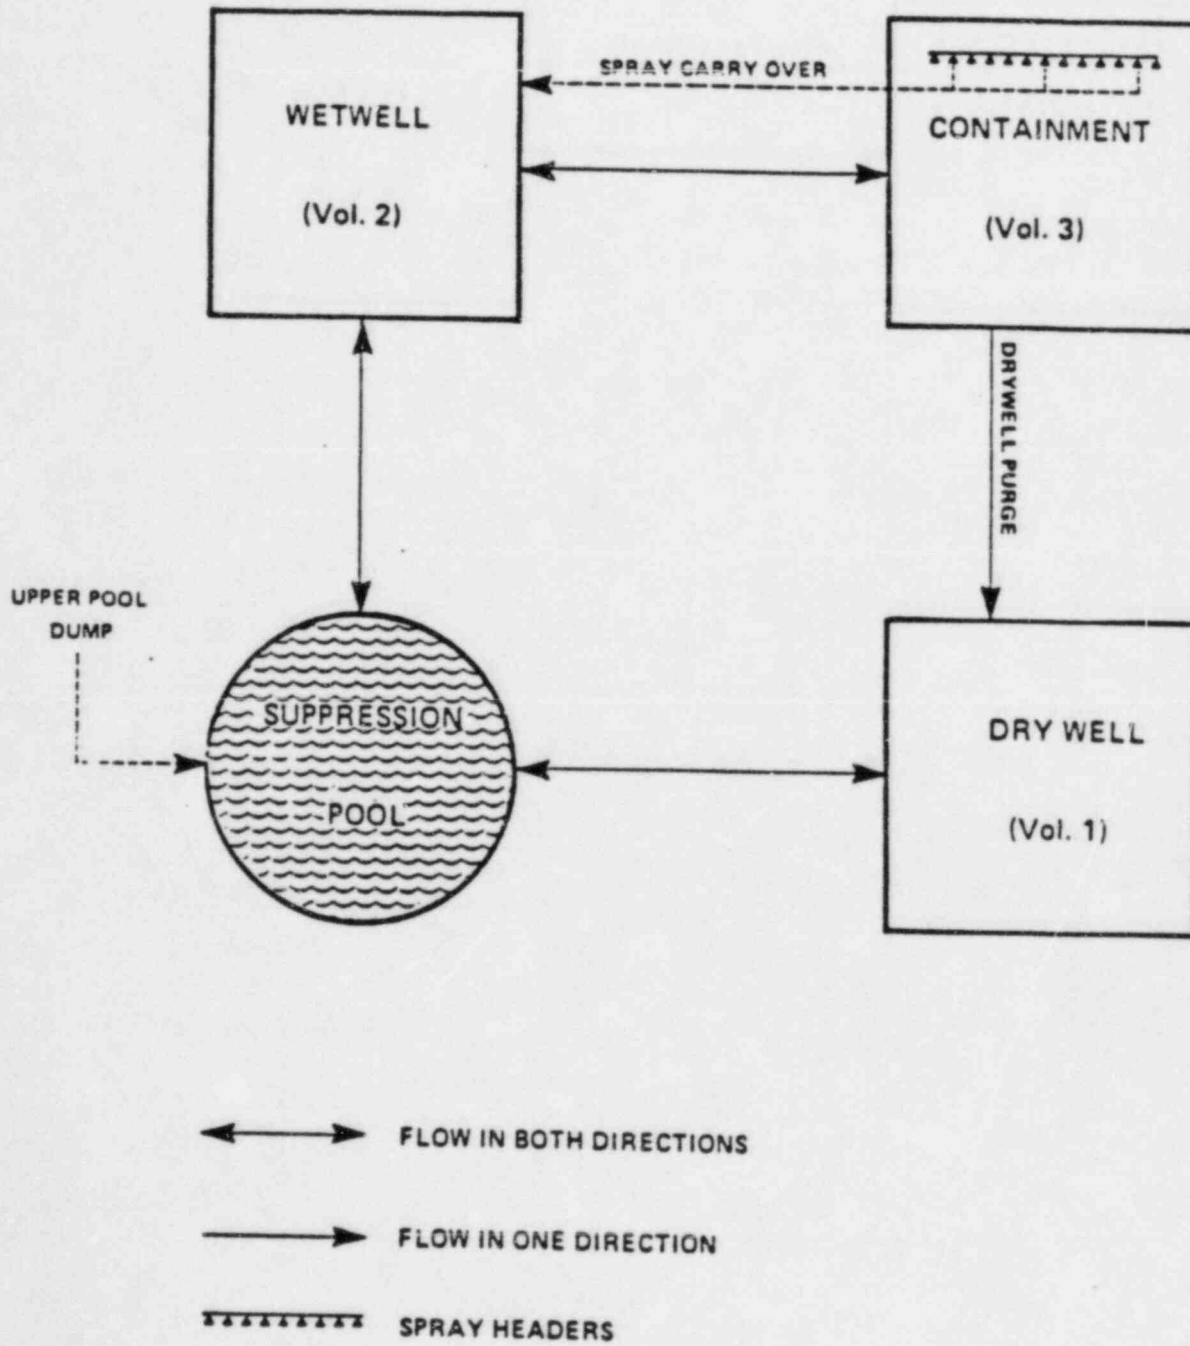 SPRAY CARRY OVER
WETWELL
(Vol. 2)
CONTAINMENT
(Vol. 3)
DRYWELL PURGE
UPPER POOL
DUMP
SUPPRESSION
POOL
DRY WELL
(Vol. 1)
FLOW IN BOTH DIRECTIONS
FLOW IN ONE DIRECTION
SPRAY HEADERS